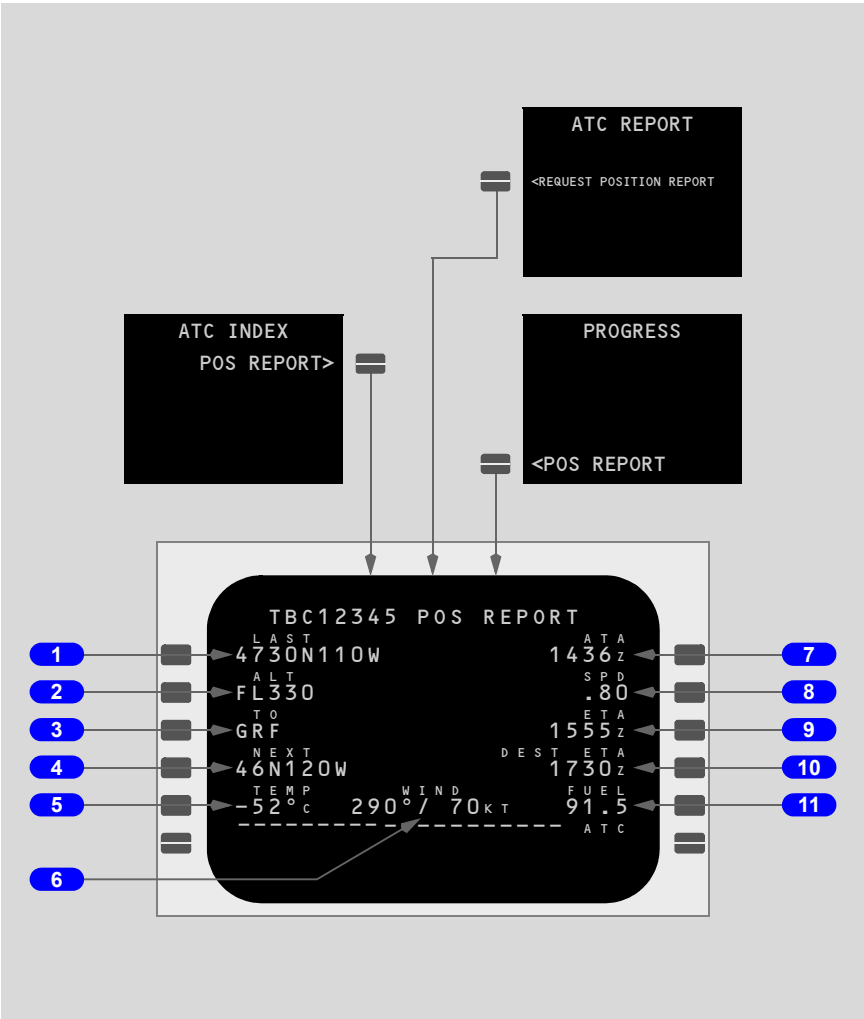 ATC REPORT
<REQUEST POSITION REPORT
ATC INDEX
POS REPORT>
PROGRESS
<POS REPORT
TBC12345 POS REPORT
LAST ATA
1 4730N110W 1436z 7
ALT SPD
2 FL330 .80 8
TO ETA
3 GRF 1555z 9
NEXT DEST ETA
4 46N120W 1730z 10
TEMP WIND FUEL
5 -52°C 290°/ 70KT 91.5 11
---------- ---------- ATC
6